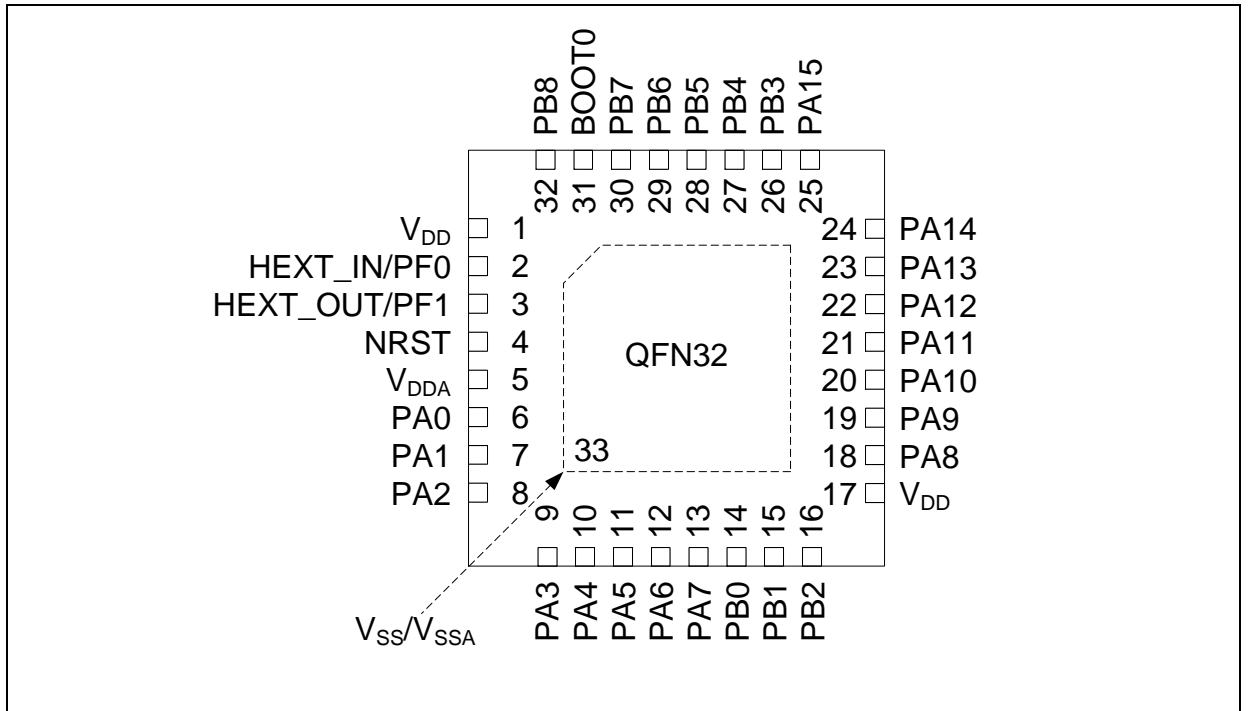 PB8
BOOT0
PB7
PB6
PB5
PB4
PB3
PA15
32
31
30
29
28
27
26
25
VDD 1
HEXT_IN/PF0 2
HEXT_OUT/PF1 3
NRST 4
VDDA 5
PA0 6
PA1 7
PA2 8
QFN32
33
24 PA14
23 PA13
22 PA12
21 PA11
20 PA10
19 PA9
18 PA8
17 VDD
9
10
11
12
13
14
15
16
PA3
PA4
PA5
PA6
PA7
PB0
PB1
PB2
VSS/VSSA